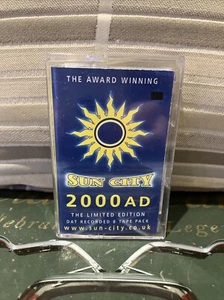 THE AWARD WINNING
SUN CITY
2000AD
THE LIMITED EDITION
DAT RECORDED 8 TAPE PACK
www.sun-city.co.uk